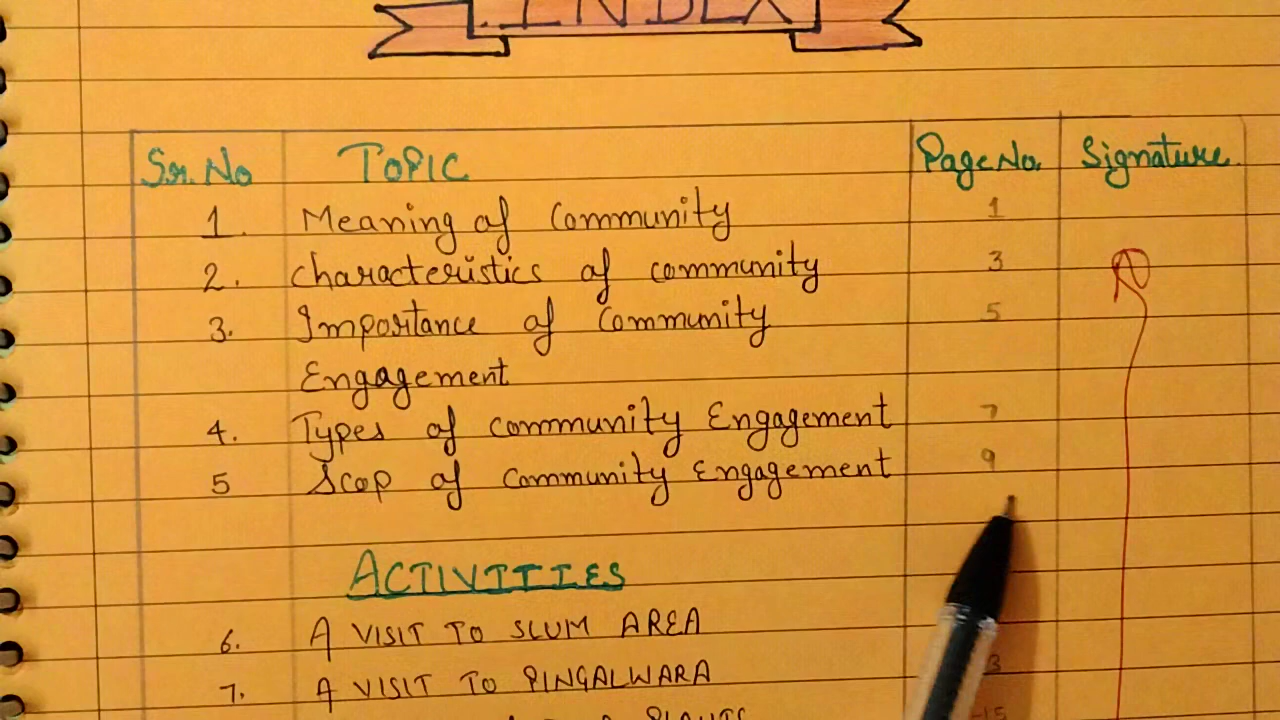 INDEX
Sr. No TOPIC Page No. Signature
1. Meaning of Community 1
2. Characteristics of community 3
3. Importance of Community 5
Engagement
4. Types of community Engagement 7
5 Scop of Community Engagement 9
ACTIVITIES
6. A VISIT TO SLUM AREA
7. A VISIT TO PINGALWARA